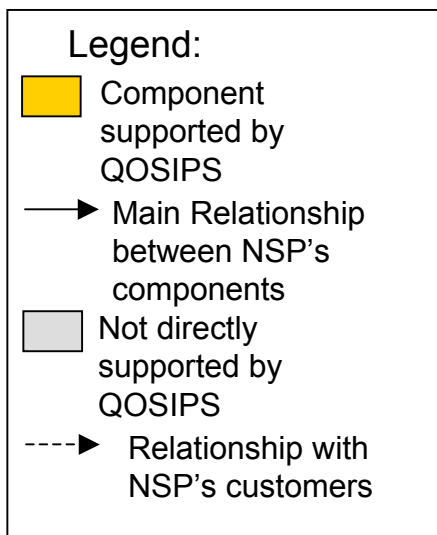 Legend:
Component
supported by
QOSIPS
Main Relationship
between NSP's
components
Not directly
supported by
QOSIPS
Relationship with
NSP's customers